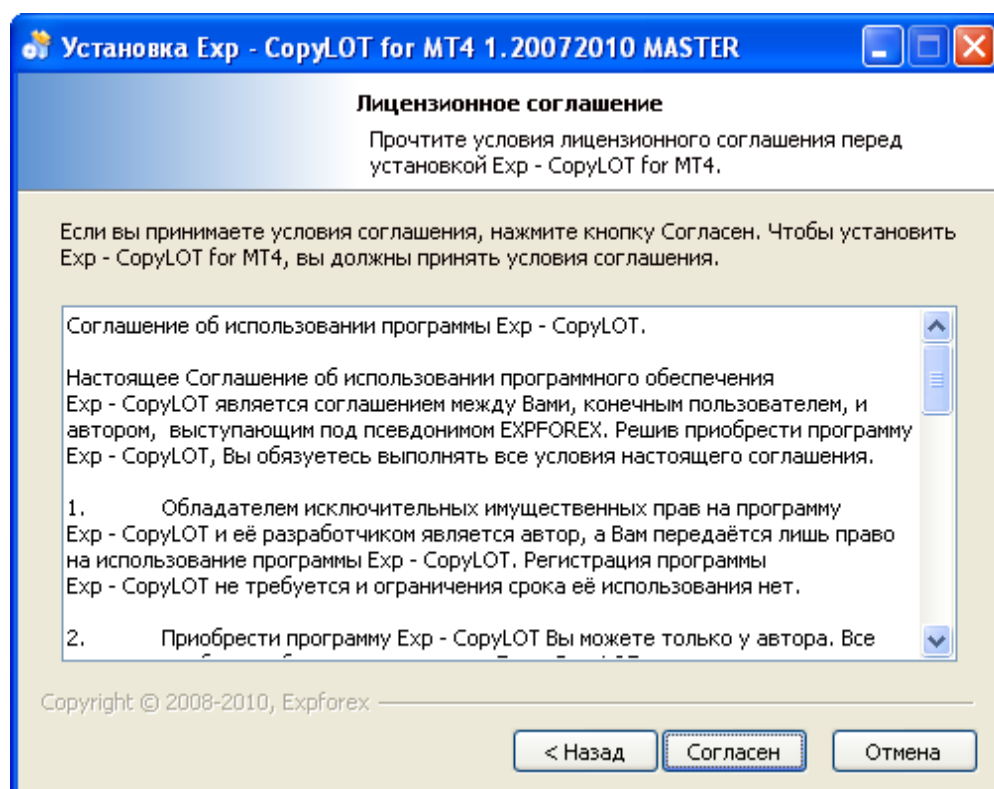 Установка Exp - CopyLOT for MT4 1.20072010 MASTER
Лицензионное соглашение
Прочтите условия лицензионного соглашения перед
установкой Exp - CopyLOT for MT4.
Если вы принимаете условия соглашения, нажмите кнопку Согласен. Чтобы установить
Exp - CopyLOT for MT4, вы должны принять условия соглашения.
Соглашение об использовании программы Exp - CopyLOT.
Настоящее Соглашение об использовании программного обеспечения
Exp - CopyLOT является соглашением между Вами, конечным пользователем, и
автором, выступающим под псевдонимом EXPFOREX. Решив приобрести программу
Exp - CopyLOT, Вы обязуетесь выполнять все условия настоящего соглашения.
1. Обладателем исключительных имущественных прав на программу
Exp - CopyLOT и её разработчиком является автор, а Вам передаётся лишь право
на использование программы Exp - CopyLOT. Регистрация программы
Exp - CopyLOT не требуется и ограничения срока её использования нет.
2. Приобрести программу Exp - CopyLOT Вы можете только у автора. Все
Copyright © 2008-2010, Expforex
< Назад
Согласен
Отмена